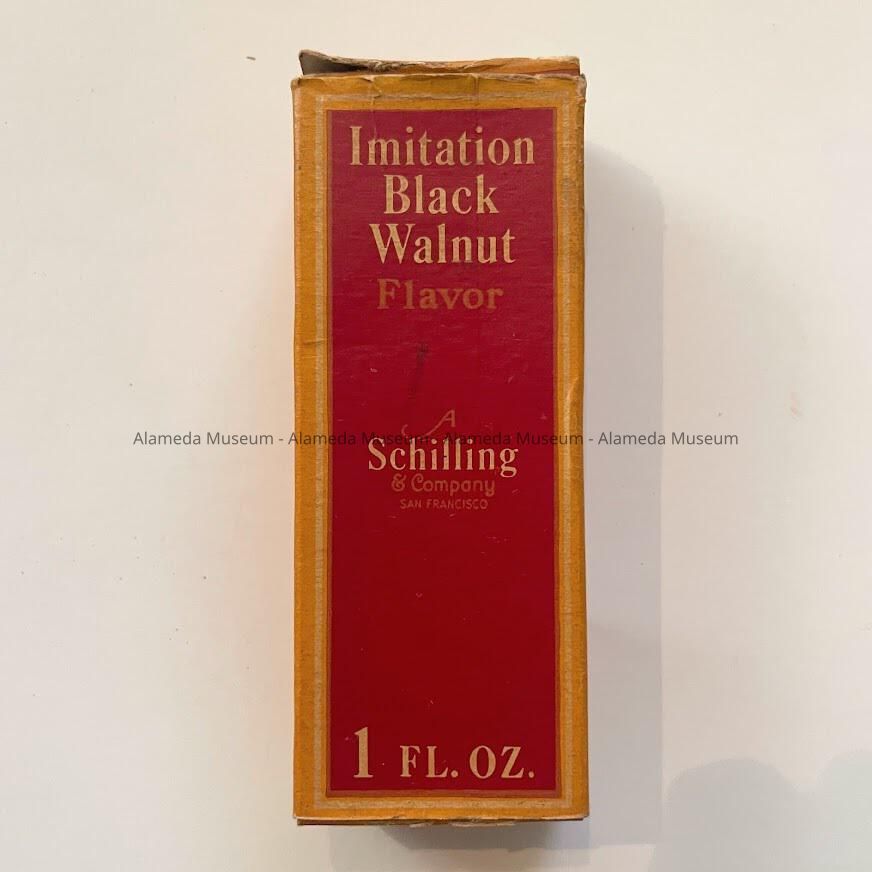 Imitation
Black
Walnut
Flavor
A
Alameda Museum - Alameda Museum - Alameda Museum - Alameda Museum
Schilling
& Company
SAN FRANCISCO
1 FL. OZ.